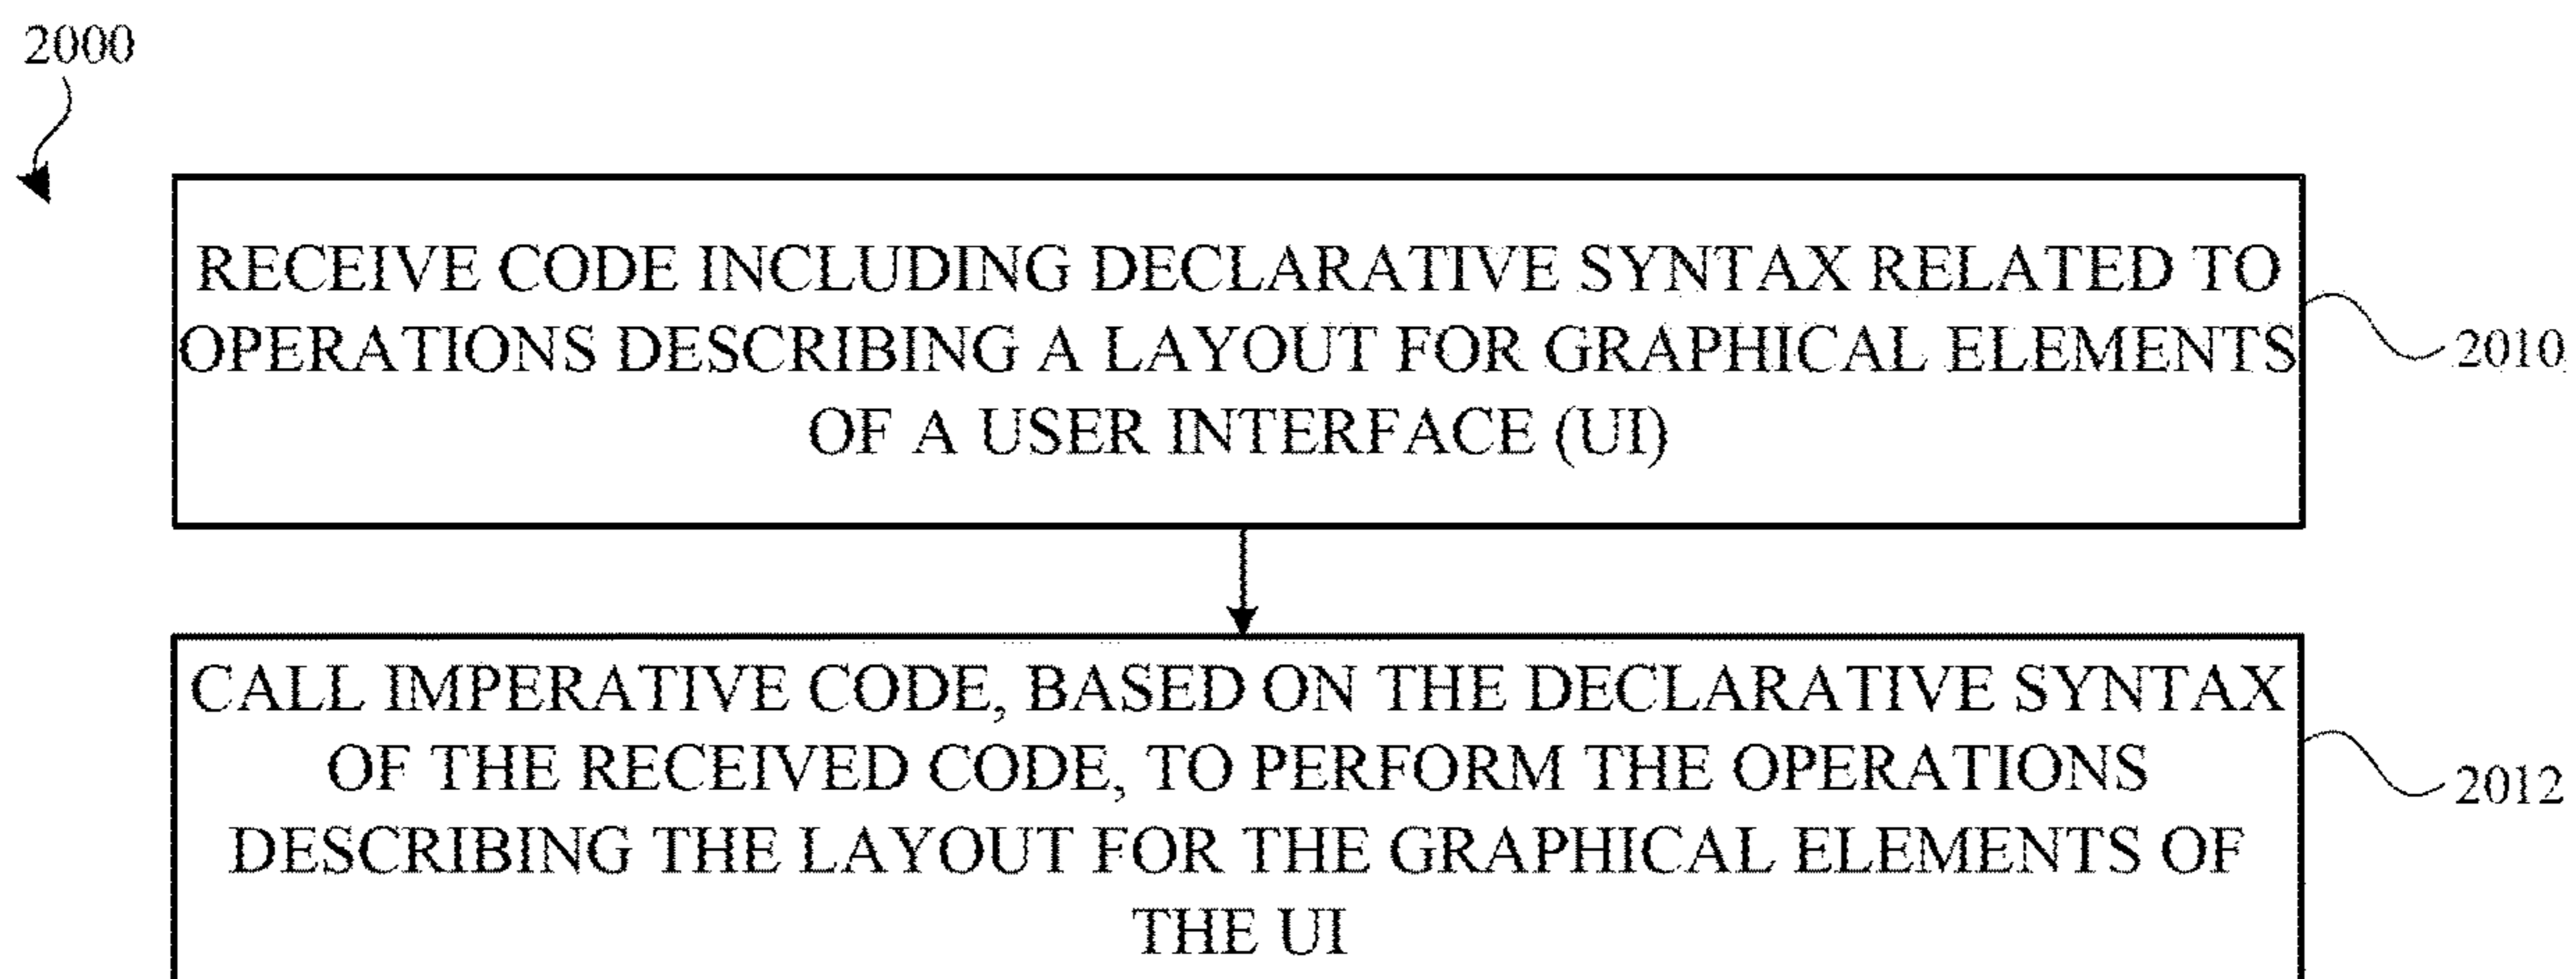 2000
RECEIVE CODE INCLUDING DECLARATIVE SYNTAX RELATED TO
OPERATIONS DESCRIBING A LAYOUT FOR GRAPHICAL ELEMENTS
OF A USER INTERFACE (UI)
2010
CALL IMPERATIVE CODE, BASED ON THE DECLARATIVE SYNTAX
OF THE RECEIVED CODE, TO PERFORM THE OPERATIONS
DESCRIBING THE LAYOUT FOR THE GRAPHICAL ELEMENTS OF
THE UI
2012